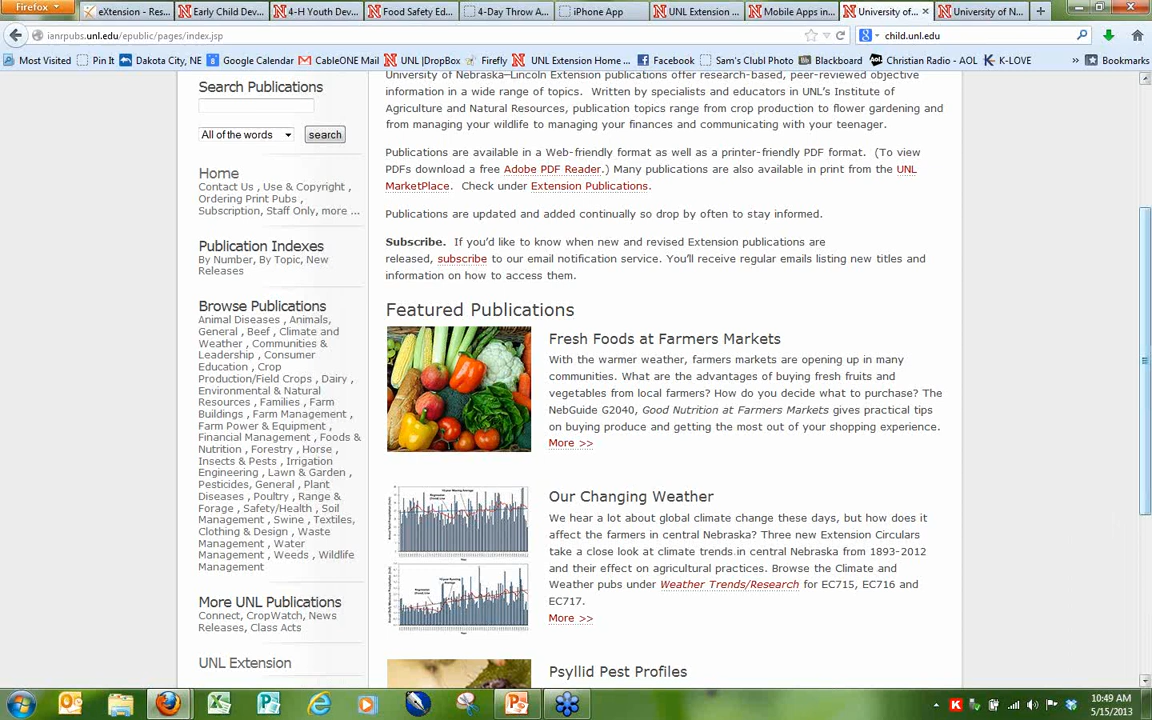 Firefox
eXtension - Res...
Early Child Dev...
4-H Youth Dev...
Food Safety Ed...
4-Day Throw A...
iPhone App
UNL Extension ...
Mobile Apps in...
University of...
University of N...
ianrpubs.unl.edu/epublic/pages/index.jsp
child.unl.edu
Most Visited
Pin It
Dakota City, NE
Google Calendar
CableONE Mail
UNL |DropBox
Firefly
UNL Extension Home ...
Facebook
Sam's Clubl Photo
Blackboard
Christian Radio - AOL
K-LOVE
Bookmarks
Search Publications
All of the words
search
Home
Contact Us , Use & Copyright ,
Ordering Print Pubs ,
Subscription, Staff Only, more ...
Publication Indexes
By Number, By Topic, New
Releases
Browse Publications
Animal Diseases , Animals,
General , Beef , Climate and
Weather , Communities &
Leadership , Consumer
Education , Crop
Production/Field Crops , Dairy ,
Environmental & Natural
Resources , Families , Farm
Buildings , Farm Management ,
Farm Power & Equipment ,
Financial Management , Foods &
Nutrition , Forestry , Horse ,
Insects & Pests , Irrigation
Engineering , Lawn & Garden ,
Pesticides, General , Plant
Diseases , Poultry , Range &
Forage , Safety/Health , Soil
Management , Swine , Textiles,
Clothing & Design , Waste
Management , Water
Management , Weeds , Wildlife
Management
More UNL Publications
Connect, CropWatch, News
Releases, Class Acts
UNL Extension
University of Nebraska–Lincoln Extension publications offer research-based, peer-reviewed objective
information in a wide range of topics. Written by specialists and educators in UNL's Institute of
Agriculture and Natural Resources, publication topics range from crop production to flower gardening and
from managing your wildlife to managing your finances and communicating with your teenager.
Publications are available in a Web-friendly format as well as a printer-friendly PDF format. (To view
PDFs download a free Adobe PDF Reader.) Many publications are also available in print from the UNL
MarketPlace. Check under Extension Publications.
Publications are updated and added continually so drop by often to stay informed.
Subscribe. If you'd like to know when new and revised Extension publications are
released, subscribe to our email notification service. You'll receive regular emails listing new titles and
information on how to access them.
Featured Publications
Fresh Foods at Farmers Markets
With the warmer weather, farmers markets are opening up in many
communities. What are the advantages of buying fresh fruits and
vegetables from local farmers? How do you decide what to purchase? The
NebGuide G2040, Good Nutrition at Farmers Markets gives practical tips
on buying produce and getting the most out of your shopping experience.
More >>
Our Changing Weather
We hear a lot about global climate change these days, but how does it
affect the farmers in central Nebraska? Three new Extension Circulars
take a close look at climate trends in central Nebraska from 1893-2012
and their effect on agricultural practices. Browse the Climate and
Weather pubs under Weather Trends/Research for EC715, EC716 and
EC717.
More >>
Psyllid Pest Profiles
10:49 AM
5/15/2013